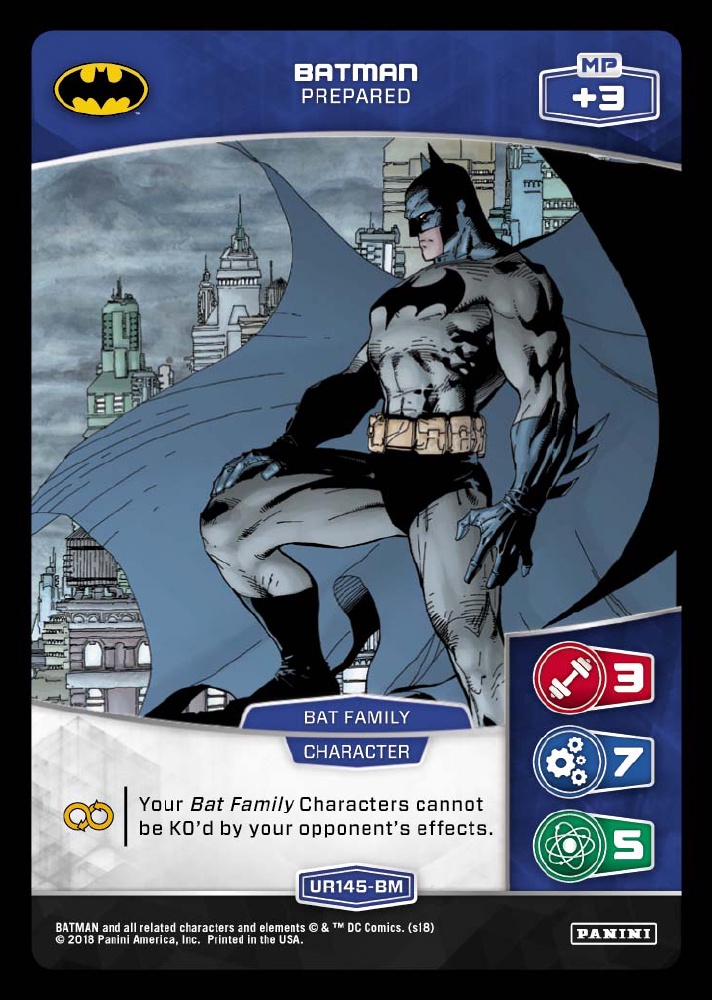 BATMAN
PREPARED
MP
+3
3
7
5
BAT FAMILY
CHARACTER
Your Bat Family Characters cannot
be KO'd by your opponent's effects.
UR145-BM
BATMAN and all related characters and elements © & ™ DC Comics. (s18)
© 2018 Panini America, Inc. Printed in the USA.
PANINI